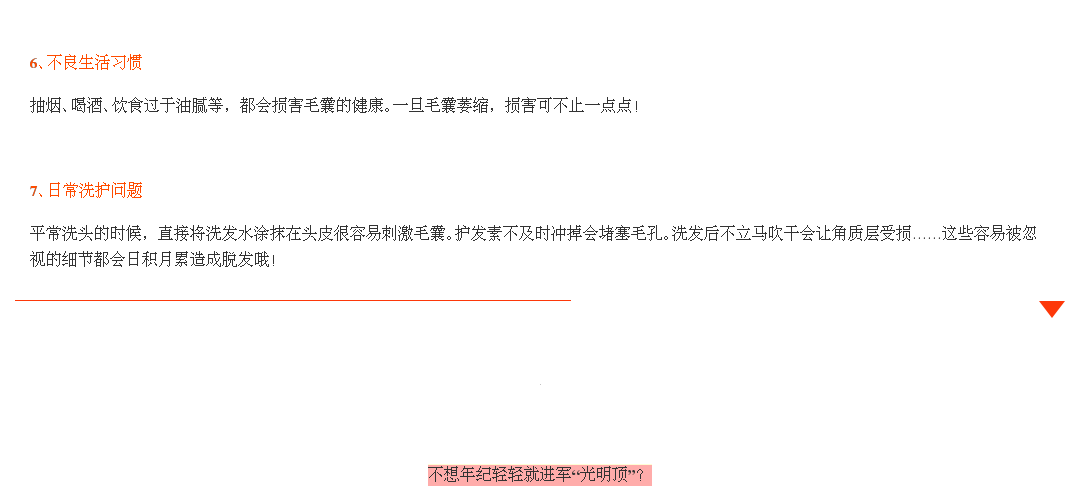 6、不良生活习惯
抽烟、喝酒、饮食过于油腻等，都会损害毛囊的健康。一旦毛囊萎缩，损害可不止一点点！
7、日常洗护问题
平常洗头的时候，直接将洗发水涂抹在头皮很容易刺激毛囊。护发素不及时冲掉会堵塞毛孔。洗发后不立马吹干会让角质层受损……这些容易被忽
视的细节都会日积月累造成脱发哦！
不想年纪轻轻就进军“光明顶”？